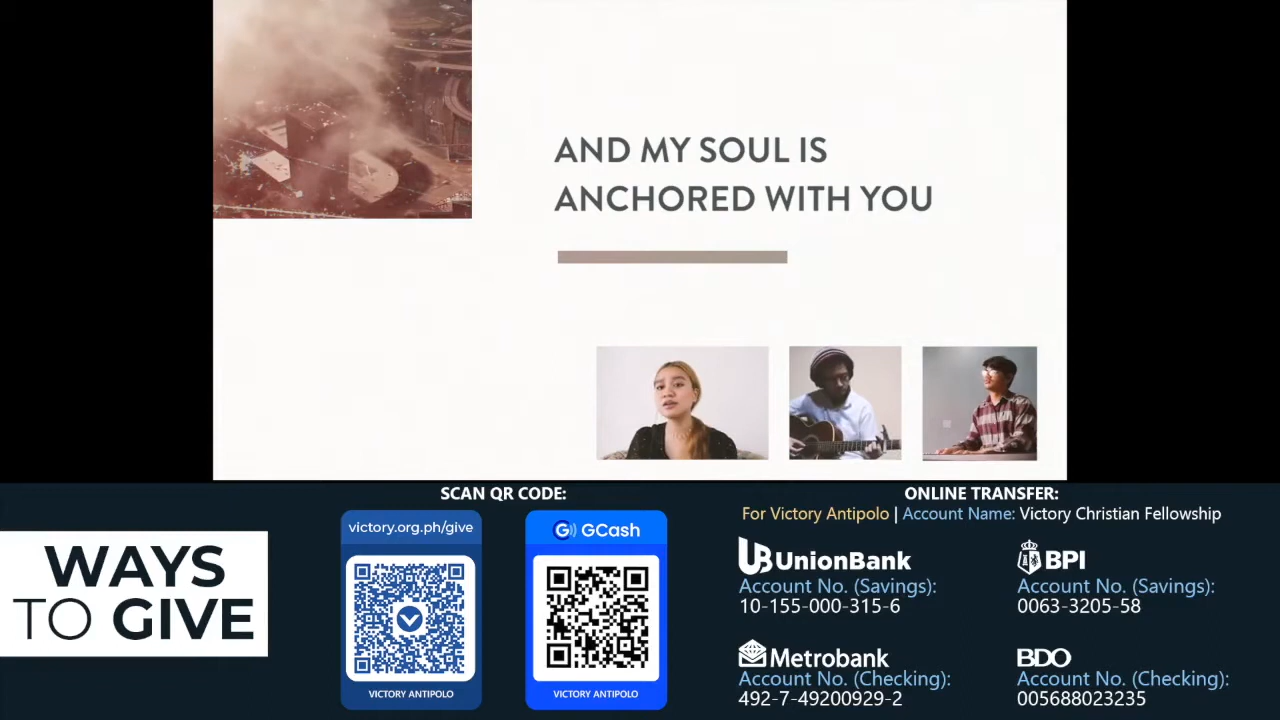 AND MY SOUL IS
ANCHORED WITH YOU
WAYS
TO GIVE
SCAN QR CODE:
victory.org.ph/give
VICTORY ANTIPOLO
GCash
VICTORY ANTIPOLO
ONLINE TRANSFER:
For Victory Antipolo | Account Name: Victory Christian Fellowship
UnionBank
Account No. (Savings):
10-155-000-315-6
BPI
Account No. (Savings):
0063-3205-58
Metrobank
Account No. (Checking):
492-7-49200929-2
BDO
Account No. (Checking):
005688023235